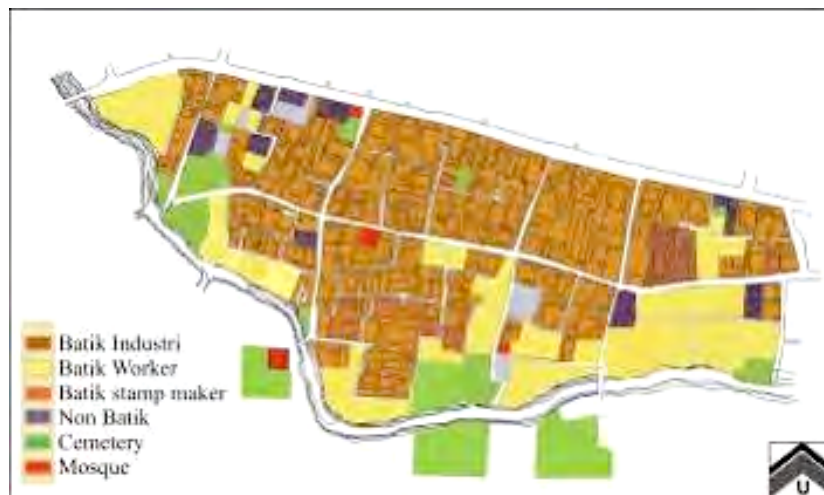 Batik Industri
Batik Worker
Batik stamp maker
Non Batik
Cemetery
Mosque
U